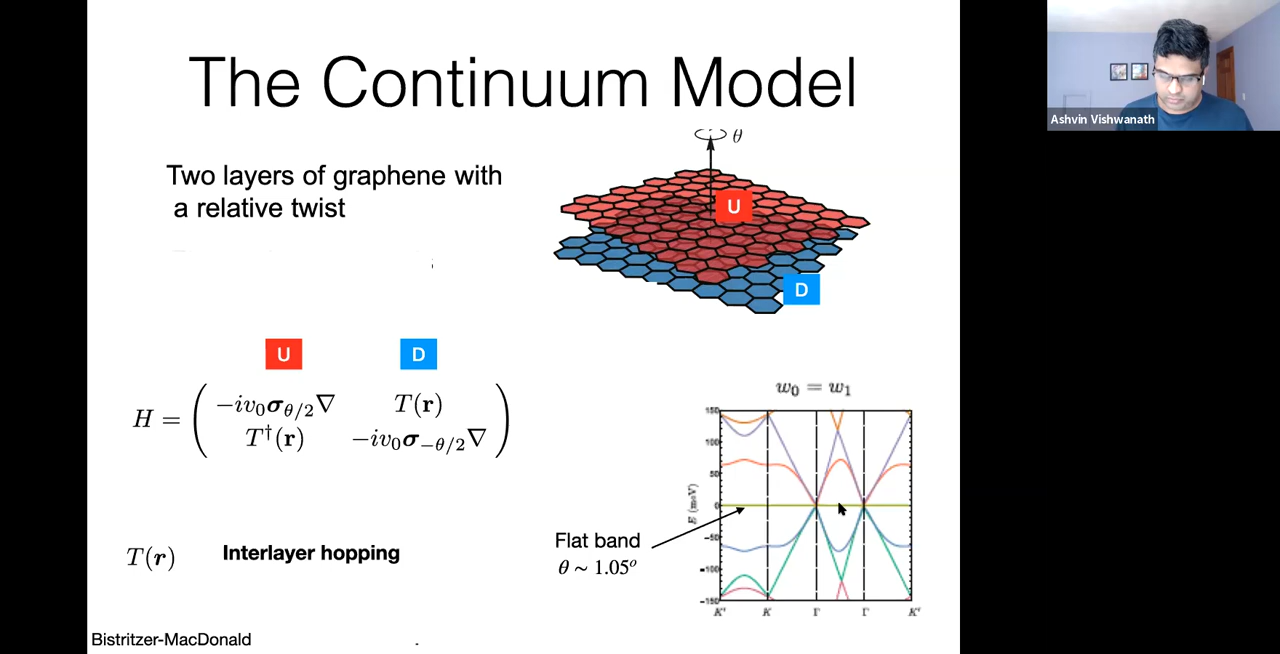 The Continuum Model
Ashvin Vishwanath
Two layers of graphene with
a relative twist
θ
U
D
U D
H = ( −iv₀σ_{θ/2}∇ T(r)
T†(r) −iv₀σ_{−θ/2}∇ )
w₀ = w₁
150
100
50
0
−50
−100
−150
E (meV)
K' K Γ Γ K'
Flat band
θ ~ 1.05º
T(r) Interlayer hopping
Bistritzer-MacDonald